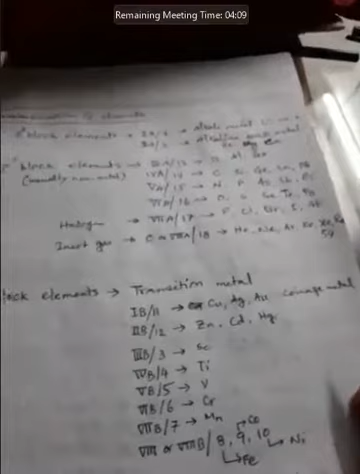 Remaining Meeting Time: 04:09
block elements → IA/1 → alkali metal
IIA/2 → alkaline earth metal
block elements → IIIA/13 → B Al
(usually non-metal) IVA/14 → C Si Ge Sn Pb
VA/15 → N P As Sb Bi
VIA/16 → O S Se Te Po
Halogen → VIIA/17 → F Cl Br I At
Inert gas → O or VIIIA/18 → He, Ne, Ar, Kr, Xe, Rn
block elements → Transition metal
IB/11 → Cu, Ag, Au coinage metal
IIB/12 → Zn, Cd, Hg
IIIB/3 → Sc
IVB/4 → Ti
VB/5 → V
VIB/6 → Cr
VIIB/7 → Mn
VIII or VIIIB/8, 9, 10 → Ni
Co
Fe